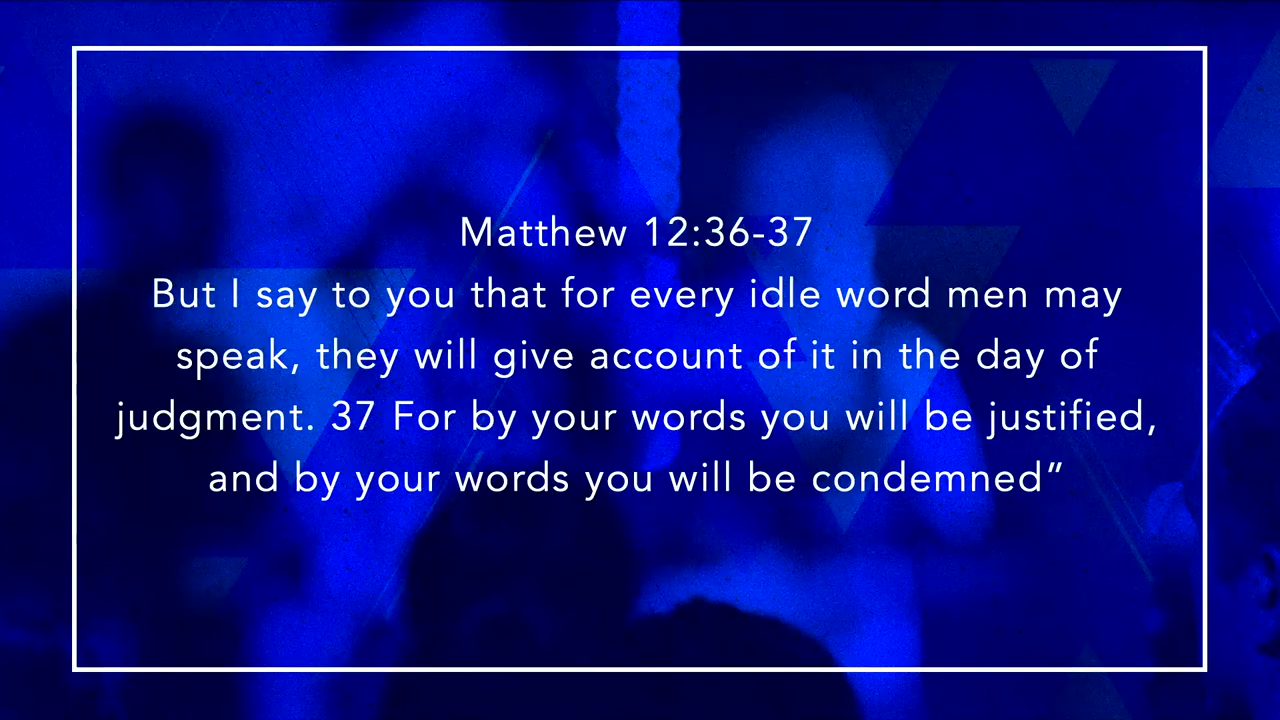 Matthew 12:36-37
But I say to you that for every idle word men may
speak, they will give account of it in the day of
judgment. 37 For by your words you will be justified,
and by your words you will be condemned”